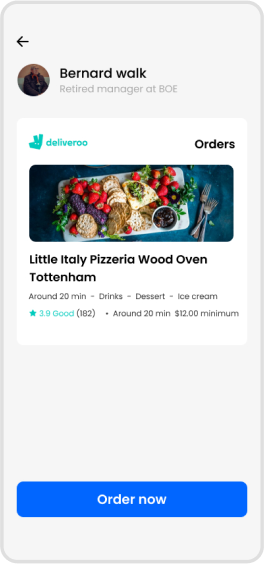 Bernard walk
Retired manager at BOE
deliveroo
Orders
Little Italy Pizzeria Wood Oven
Tottenham
Around 20 min - Drinks - Dessert - Ice cream
★ 3.9 Good (182) • Around 20 min $12.00 minimum
Order now